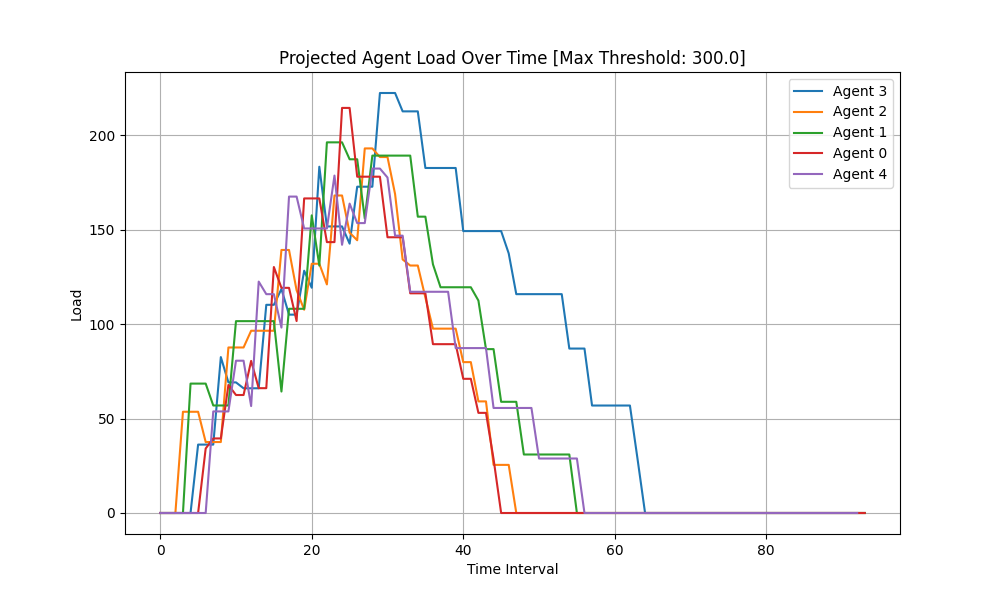 Projected Agent Load Over Time [Max Threshold: 300.0]
Agent 3
Agent 2
Agent 1
Agent 0
Agent 4
200
150
100
50
0
Load
0 20 40 60 80
Time Interval